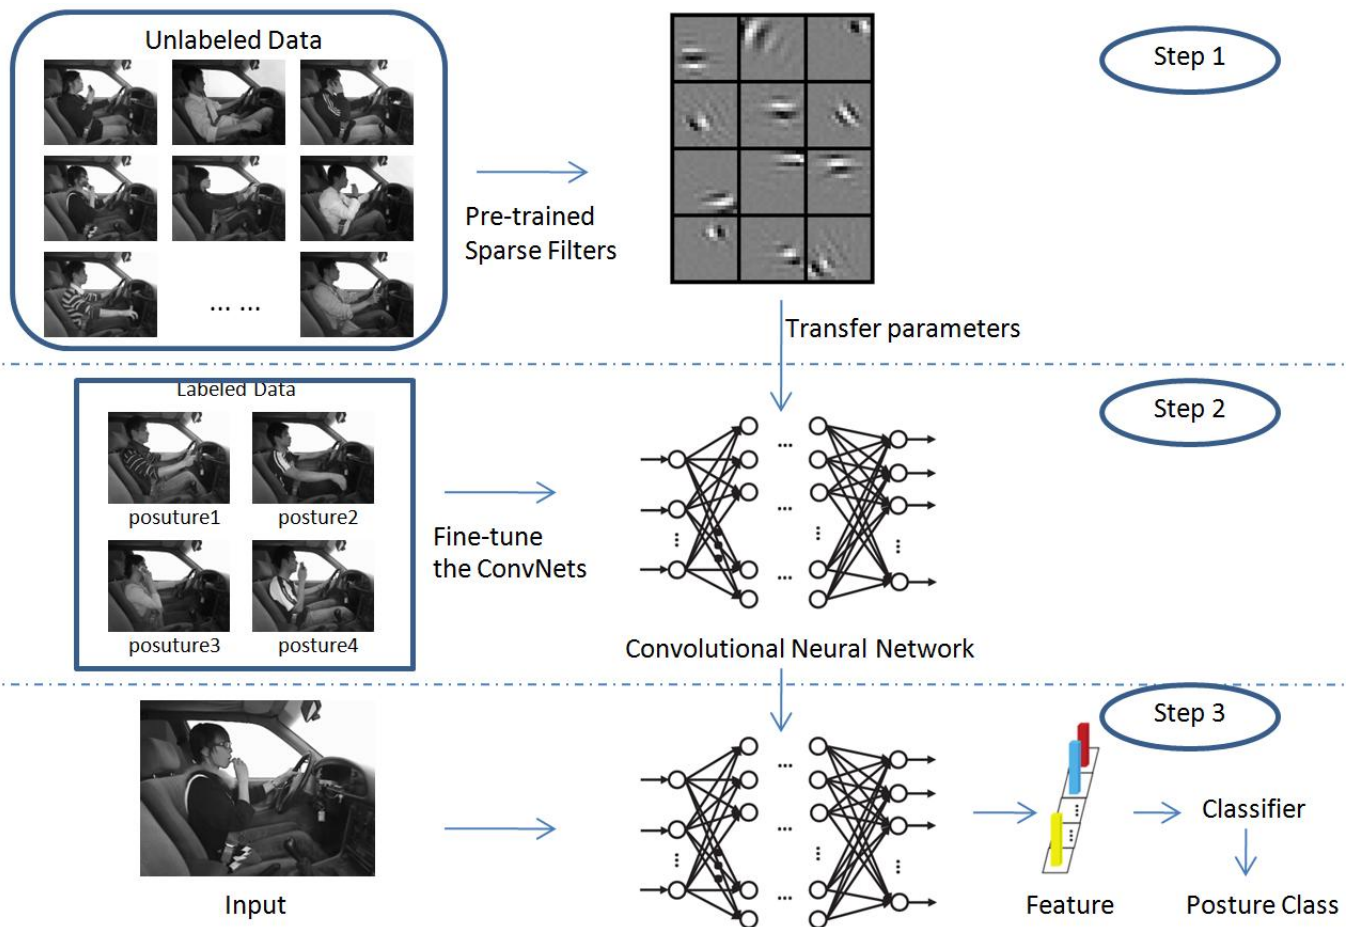 Unlabeled Data
... ...
Pre-trained
Sparse Filters
Step 1
Transfer parameters
Labeled Data
posuture1
posture2
posuture3
posture4
Fine-tune
the ConvNets
...
...
...
...
...
...
...
Convolutional Neural Network
Step 2
Step 3
Input
...
...
...
...
...
...
...
...
...
Feature
Classifier
Posture Class